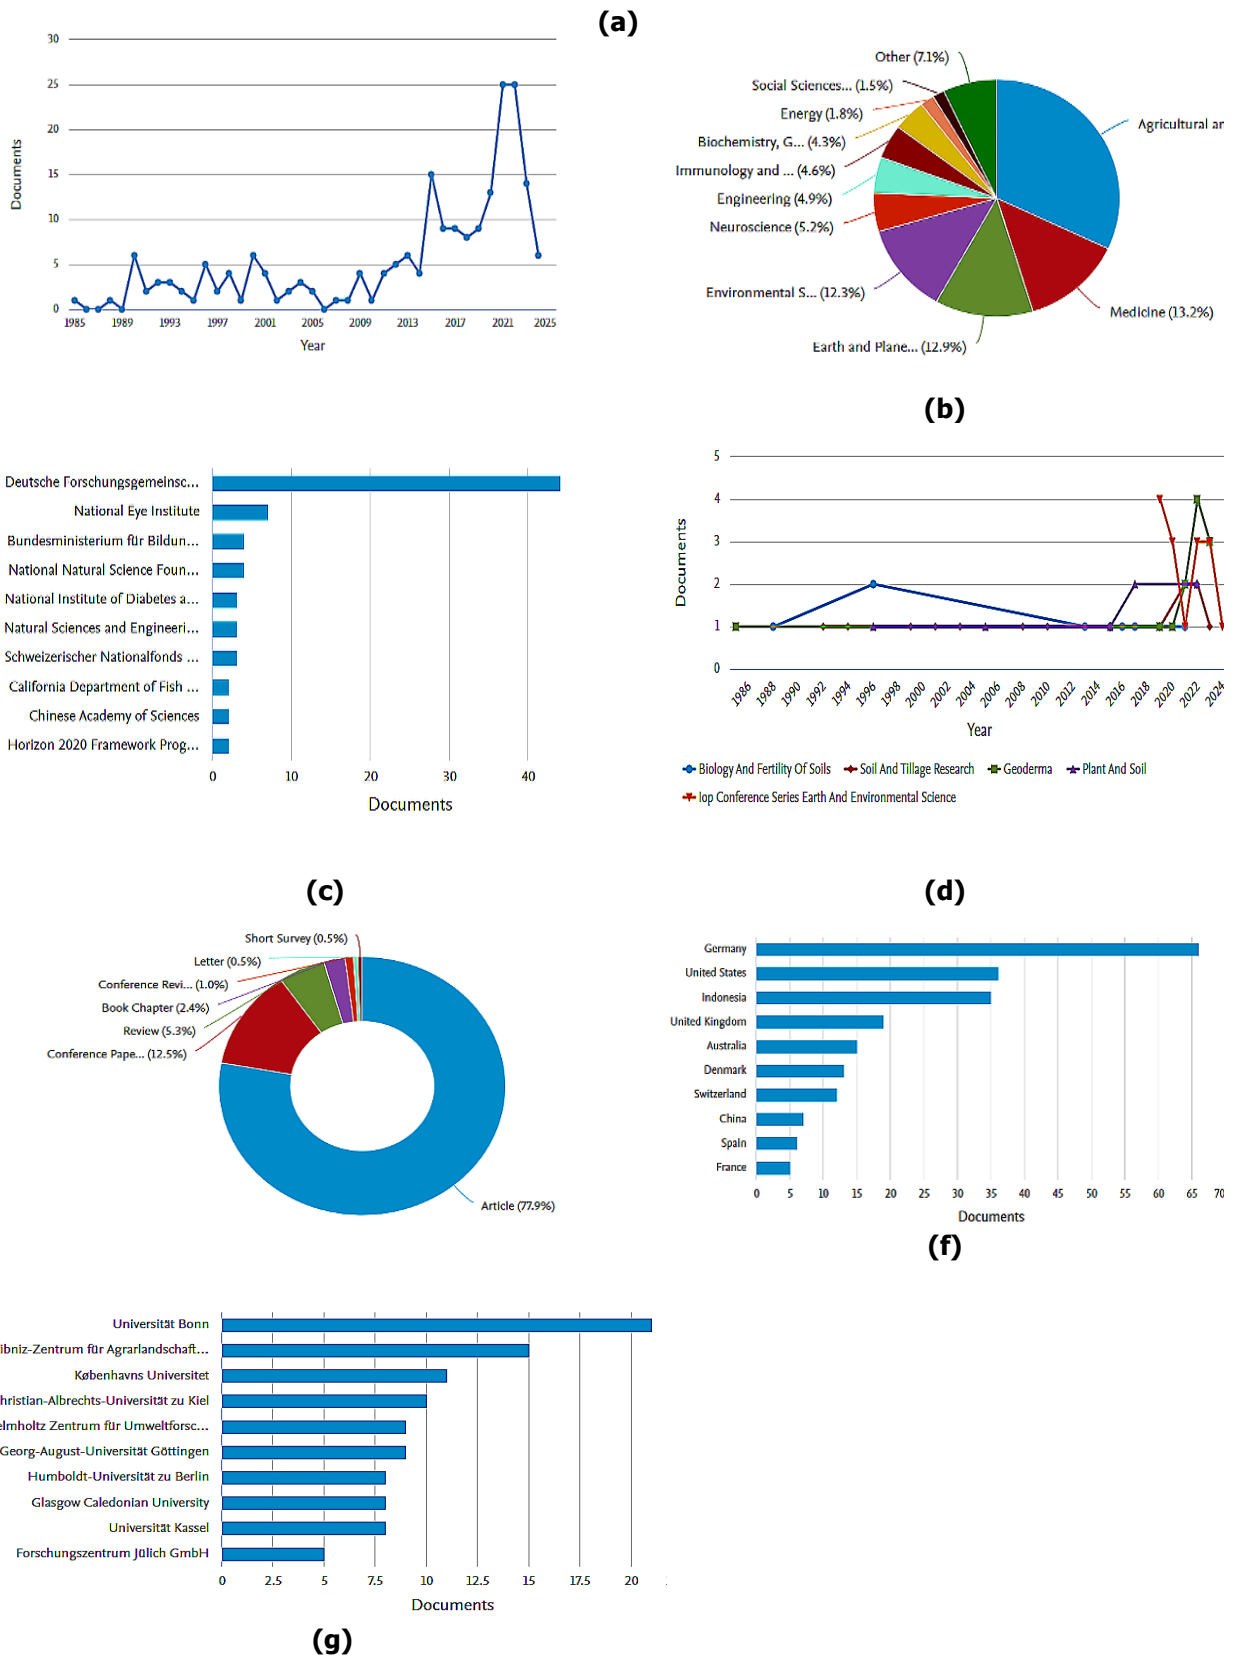 (a)
30
25
20
15
10
5
0
Documents
1985 1989 1993 1997 2001 2005 2009 2013 2017 2021 2025
Year
Other (7.1%)
Social Sciences... (1.5%)
Energy (1.8%)
Biochemistry, G... (4.3%)
Immunology and ... (4.6%)
Engineering (4.9%)
Neuroscience (5.2%)
Environmental S... (12.3%)
Earth and Plane... (12.9%)
Medicine (13.2%)
Agricultural ar
(b)
Deutsche Forschungsgemeinsc...
National Eye Institute
Bundesministerium für Bildun...
National Natural Science Foun...
National Institute of Diabetes a...
Natural Sciences and Engineeri...
Schweizerischer Nationalfonds ...
California Department of Fish ...
Chinese Academy of Sciences
Horizon 2020 Framework Prog...
0 10 20 30 40
Documents
5
4
3
2
1
0
Documents
1986 1988 1990 1992 1994 1996 1998 2000 2002 2004 2006 2008 2010 2012 2014 2016 2018 2020 2022 2024
Year
Biology And Fertility Of Soils Soil And Tillage Research Geoderma Plant And Soil
Iop Conference Series Earth And Environmental Science
(c)
(d)
Short Survey (0.5%)
Letter (0.5%)
Conference Revi... (1.0%)
Book Chapter (2.4%)
Review (5.3%)
Conference Pape... (12.5%)
Article (77.9%)
Germany
United States
Indonesia
United Kingdom
Australia
Denmark
Switzerland
China
Spain
France
0 5 10 15 20 25 30 35 40 45 50 55 60 65 70
Documents
(f)
Universität Bonn
ibniz-Zentrum für Agrarlandschaft...
Københavns Universitet
hristian-Albrechts-Universität zu Kiel
elmholtz Zentrum für Umweltforsc...
Georg-August-Universität Göttingen
Humboldt-Universität zu Berlin
Glasgow Caledonian University
Universität Kassel
Forschungszentrum Jülich GmbH
0 2.5 5 7.5 10 12.5 15 17.5 20
Documents
(g)